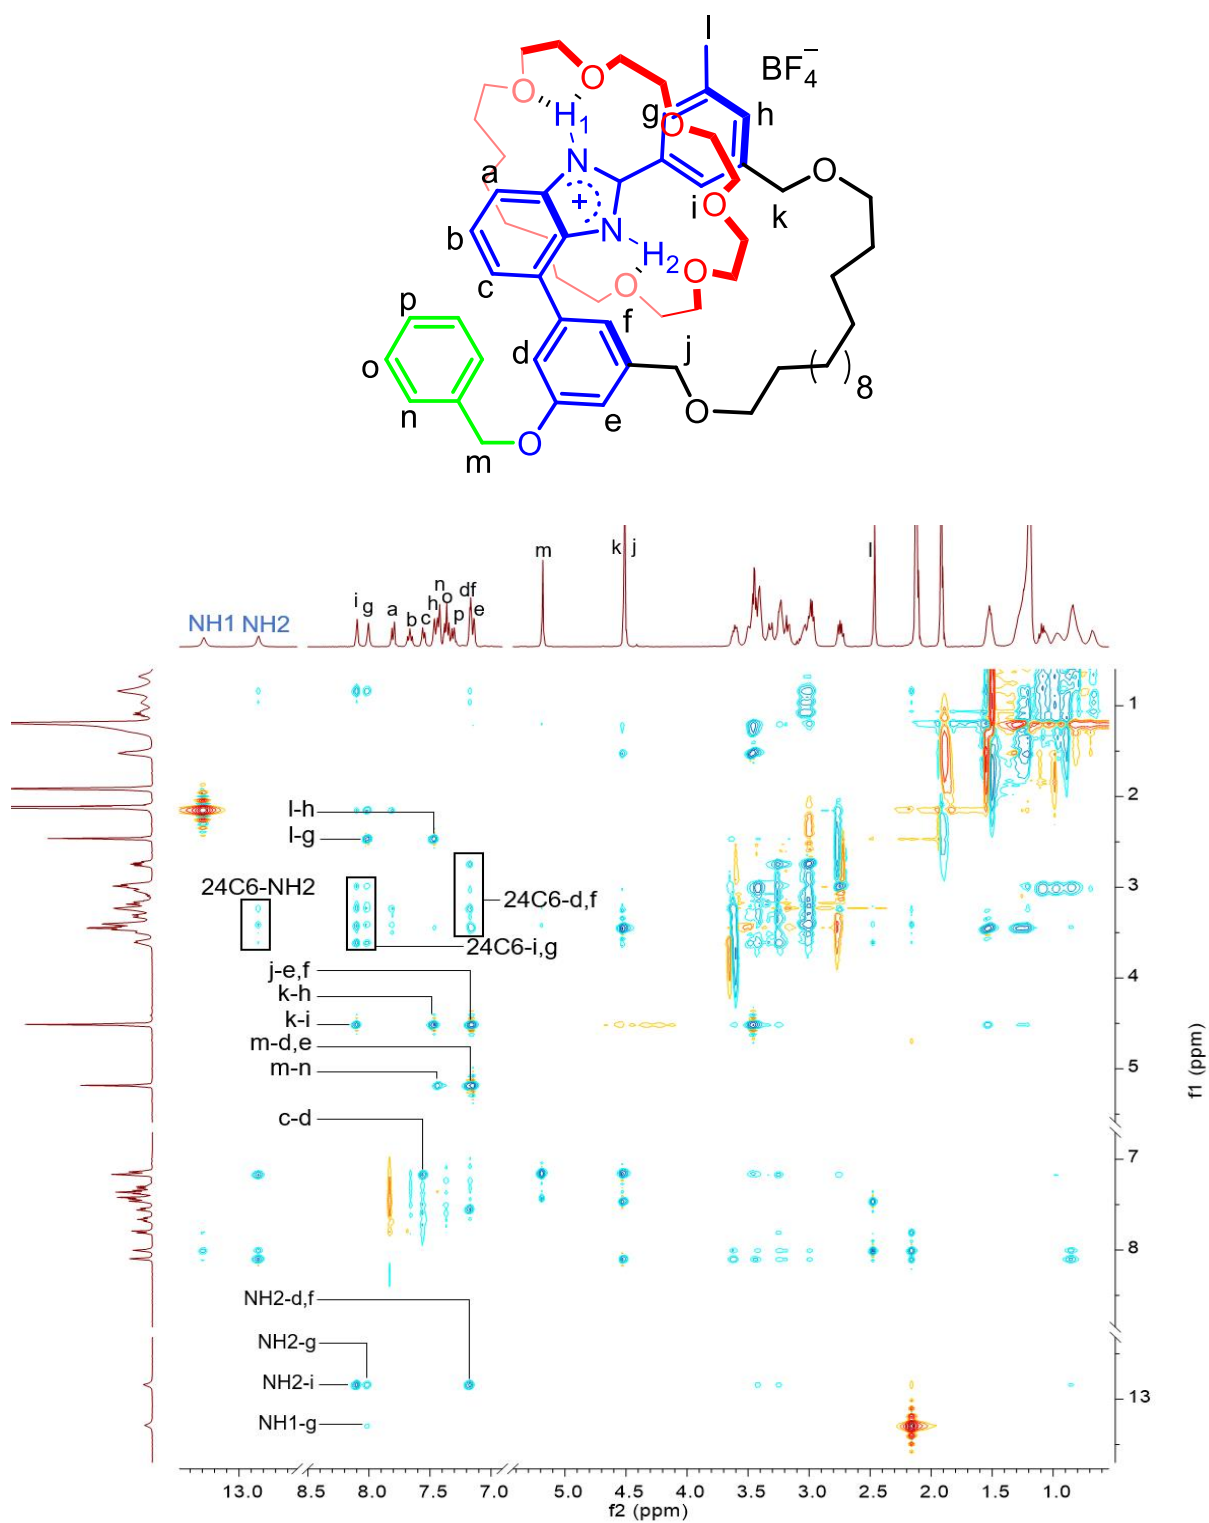 I
BF4−
O
O
H1
g
O
h
N
O
a
+
i
O
k
N
b
H2
O
c
O
p
f
j
d
o
8
n
O
e
O
m
k
j
m
l
n
i
g
h
o
df
a
b
c
p
e
NH1
NH2
1
2
l-h
l-g
24C6-NH2
3
24C6-d,f
24C6-i,g
j-e,f
4
k-h
k-i
m-d,e
m-n
5
f1 (ppm)
c-d
7
8
NH2-d,f
NH2-g
NH2-i
13
NH1-g
13.0 8.5 8.0 7.5 7.0 5.0 4.5 4.0 3.5 3.0 2.5 2.0 1.5 1.0
f2 (ppm)